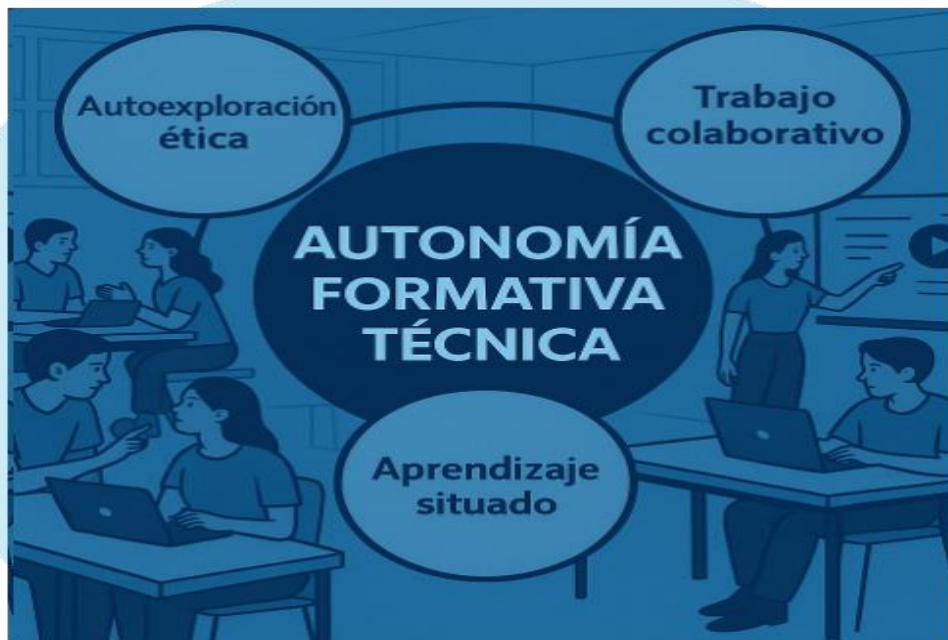 Autoexploración
ética
Trabajo
colaborativo
AUTONOMÍA
FORMATIVA
TÉCNICA
Aprendizaje
situado